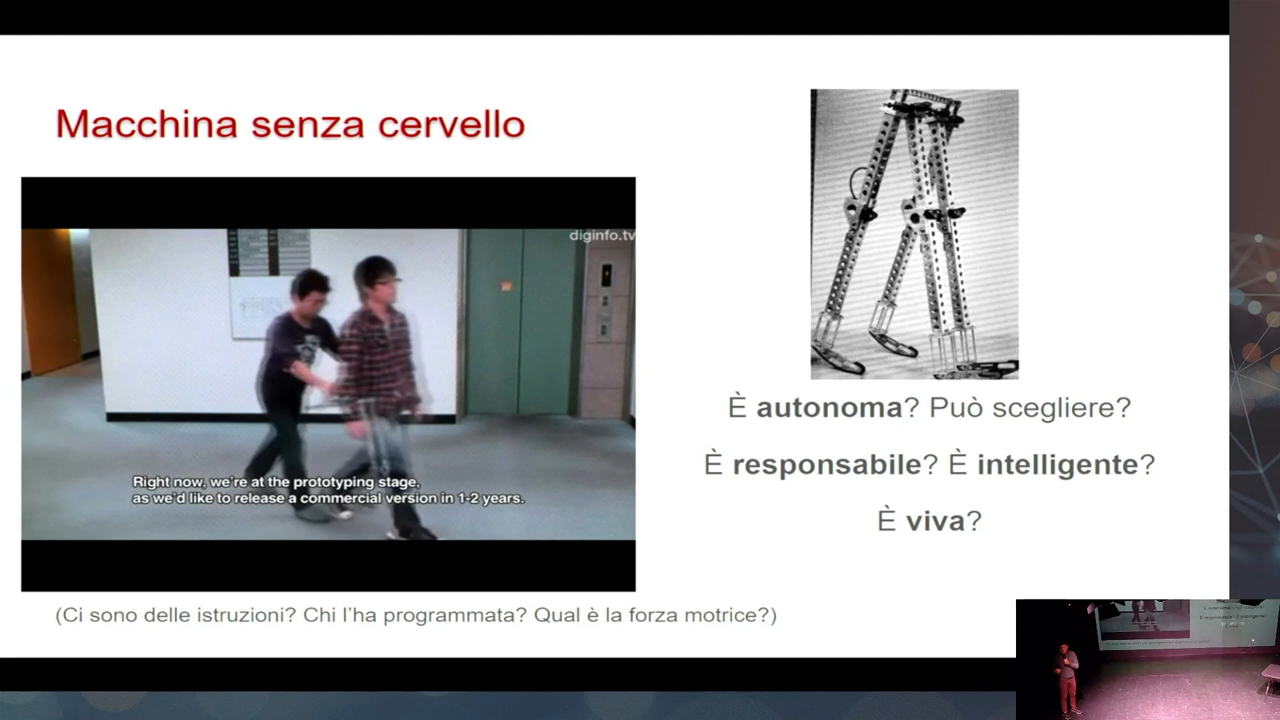 Macchina senza cervello
diginfo.tv
Right now, we're at the prototyping stage,
as we'd like to release a commercial version in 1-2 years.
È autonoma? Può scegliere?
È responsabile? È intelligente?
È viva?
(Ci sono delle istruzioni? Chi l'ha programmata? Qual è la forza motrice?)